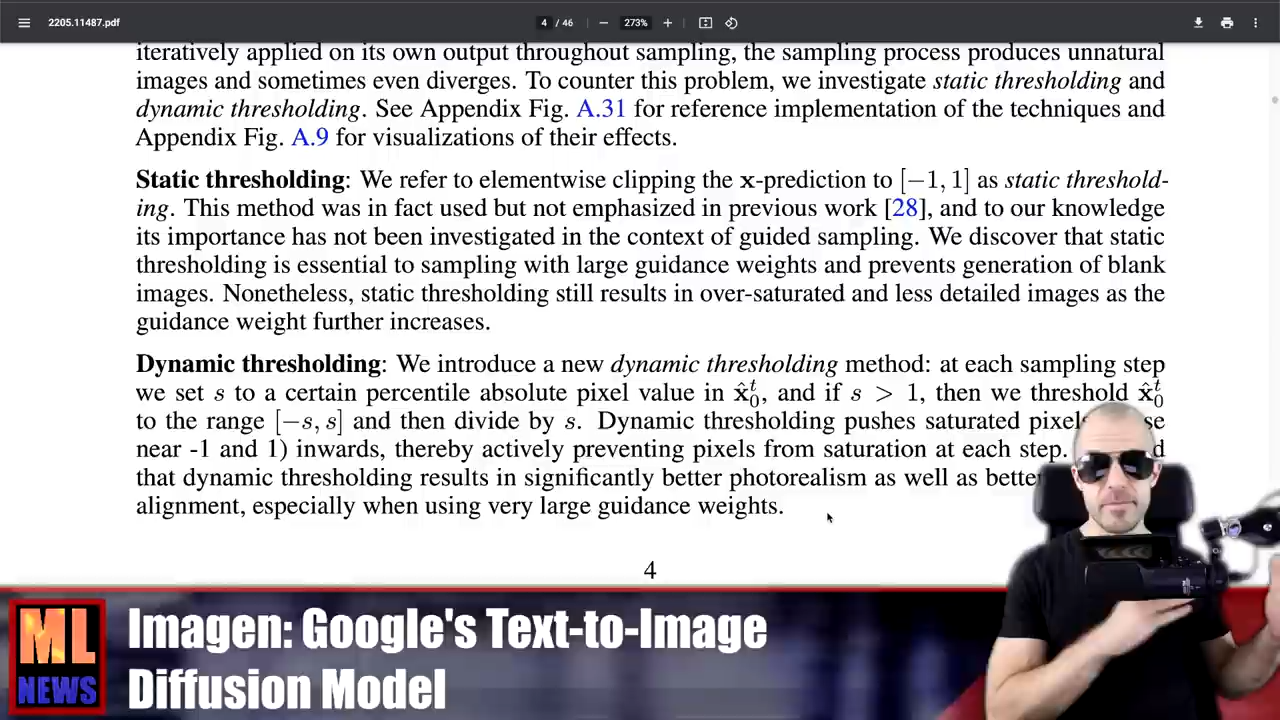 2205.11487.pdf
4 / 46
273%
iteratively applied on its own output throughout sampling, the sampling process produces unnatural
images and sometimes even diverges. To counter this problem, we investigate static thresholding and
dynamic thresholding. See Appendix Fig. A.31 for reference implementation of the techniques and
Appendix Fig. A.9 for visualizations of their effects.
Static thresholding: We refer to elementwise clipping the x-prediction to [−1, 1] as static threshold-
ing. This method was in fact used but not emphasized in previous work [28], and to our knowledge
its importance has not been investigated in the context of guided sampling. We discover that static
thresholding is essential to sampling with large guidance weights and prevents generation of blank
images. Nonetheless, static thresholding still results in over-saturated and less detailed images as the
guidance weight further increases.
Dynamic thresholding: We introduce a new dynamic thresholding method: at each sampling step
we set s to a certain percentile absolute pixel value in x̂₀ᵗ, and if s > 1, then we threshold x̂₀ᵗ
to the range [−s, s] and then divide by s. Dynamic thresholding pushes saturated
near -1 and 1) inwards, thereby actively preventing pixels from saturation at each step.
that dynamic thresholding results in significantly better photorealism as well as
alignment, especially when using very large guidance weights.
4
ML
NEWS
Imagen: Google's Text-to-Image
Diffusion Model